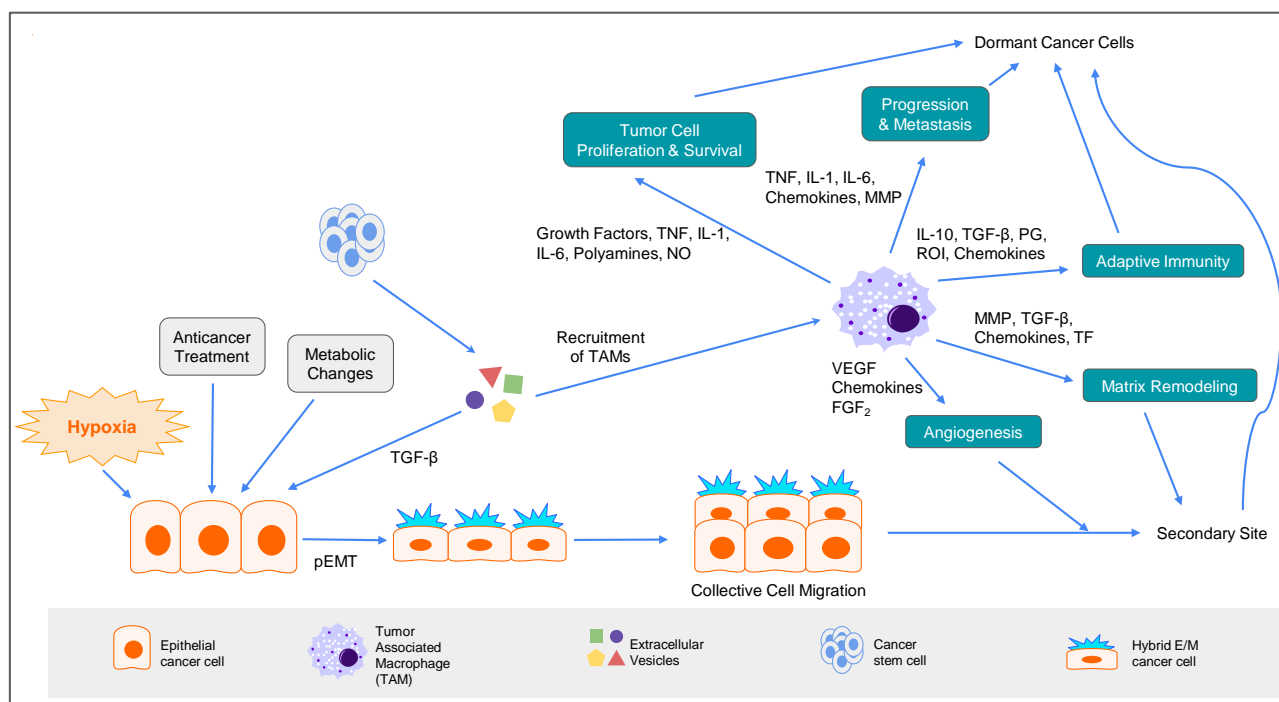 Dormant Cancer Cells
Progression
& Metastasis
Tumor Cell
Proliferation & Survival
TNF, IL-1, IL-6,
Chemokines, MMP
Growth Factors, TNF, IL-1,
IL-6, Polyamines, NO
IL-10, TGF-β, PG,
ROI, Chemokines
Adaptive Immunity
Anticancer
Treatment
Metabolic
Changes
Recruitment
of TAMs
MMP, TGF-β,
Chemokines, TF
VEGF
Chemokines
FGF₂
Matrix Remodeling
Hypoxia
Angiogenesis
TGF-β
pEMT
Secondary Site
Collective Cell Migration
Epithelial
cancer cell
Tumor
Associated
Macrophage
(TAM)
Extracellular
Vesicles
Cancer
stem cell
Hybrid E/M
cancer cell